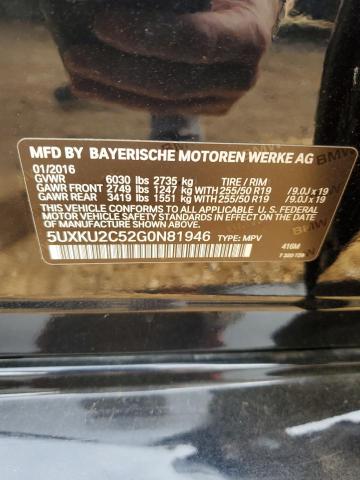 MFD BY BAYERISCHE MOTOREN WERKE AG
01/2016
GVWR 6030 lbs 2735 kg TIRE / RIM
GAWR FRONT 2749 lbs 1247 kg WITH 255/50 R19 /9.0J x 19
GAWR REAR 3419 lbs 1551 kg WITH 255/50 R19 /9.0J x 19
THIS VEHICLE CONFORMS TO ALL APPLICABLE U.S. FEDERAL
MOTOR VEHICLE SAFETY STANDARDS IN EFFECT ON THE
DATE OF MANUFACTURE SHOWN ABOVE.
5UXKU2C52G0N81946 TYPE: MPV 416M